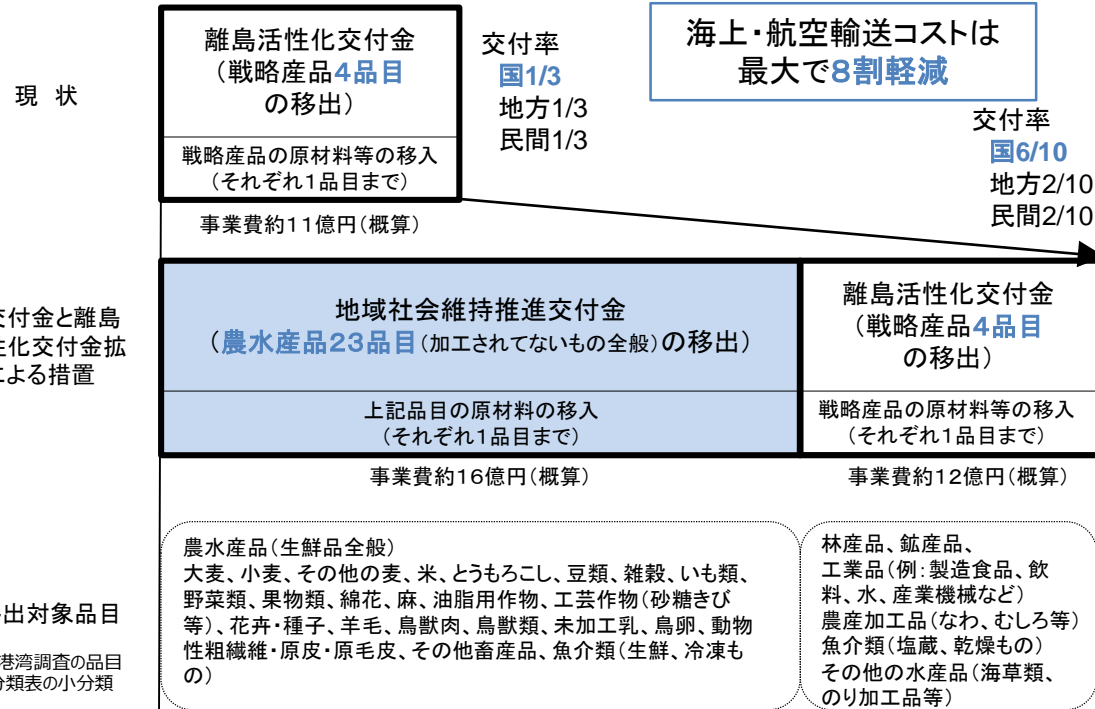 現 状
離島活性化交付金
（戦略産品４品目
の移出）
戦略産品の原材料等の移入
（それぞれ１品目まで）
事業費約１１億円（概算）
交付率
国1/3
地方1/3
民間1/3
海上・航空輸送コストは
最大で８割軽減
交付率
国6/10
地方2/10
民間2/10
交付金と離島
性化交付金拡
による措置
地域社会維持推進交付金
（農水産品２３品目（加工されてないもの全般）の移出）
上記品目の原材料の移入
（それぞれ１品目まで）
事業費約１６億円（概算）
離島活性化交付金
（戦略産品４品目
の移出）
戦略産品の原材料等の移入
（それぞれ１品目まで）
事業費約１２億円（概算）
出対象品目
港湾調査の品目
分類表の小分類
農水産品（生鮮品全般）
大麦、小麦、その他の麦、米、とうもろこし、豆類、雑穀、いも類、
野菜類、果物類、綿花、麻、油脂用作物、工芸作物（砂糖きび
等）、花卉・種子、羊毛、鳥獣肉、鳥獣類、未加工乳、鳥卵、動物
性粗繊維・原皮・原毛皮、その他畜産品、魚介類（生鮮、冷凍も
の）
林産品、鉱産品、
工業品（例：製造食品、飲
料、水、産業機械など）
農産加工品（なわ、むしろ等）
魚介類（塩蔵、乾燥もの）
その他の水産品（海草類、
のり加工品等）